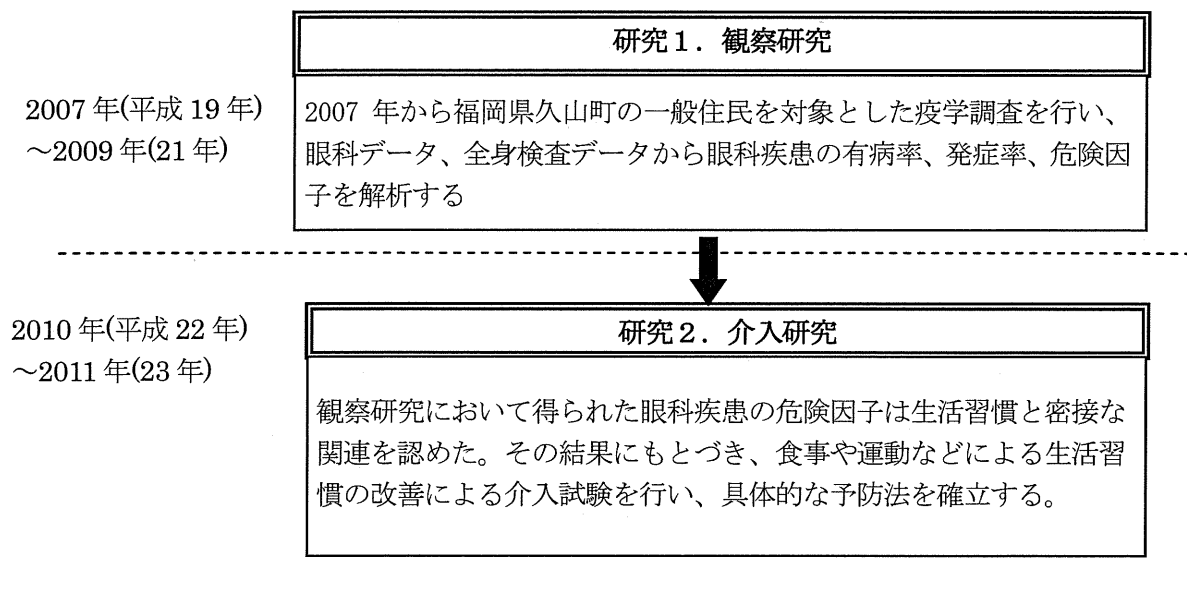 研究１．観察研究
2007 年(平成 19 年)
～2009 年(21 年)
2007 年から福岡県久山町の一般住民を対象とした疫学調査を行い、
眼科データ、全身検査データから眼科疾患の有病率、発症率、危険因
子を解析する
2010 年(平成 22 年)
～2011 年(23 年)
研究２．介入研究
観察研究において得られた眼科疾患の危険因子は生活習慣と密接な
関連を認めた。その結果にもとづき、食事や運動などによる生活習
慣の改善による介入試験を行い、具体的な予防法を確立する。